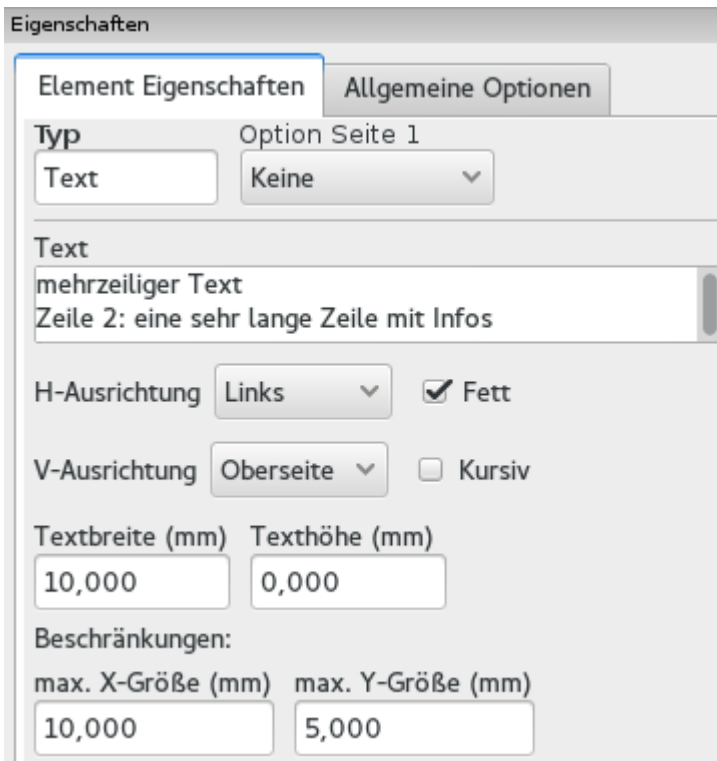 Eigenschaften
Element Eigenschaften Allgemeine Optionen
Typ Option Seite 1
Text Keine
Text
mehrzeiliger Text
Zeile 2: eine sehr lange Zeile mit Infos
H-Ausrichtung Links Fett
V-Ausrichtung Oberseite Kursiv
Textbreite (mm) Texthöhe (mm)
10,000 0,000
Beschränkungen:
max. X-Größe (mm) max. Y-Größe (mm)
10,000 5,000